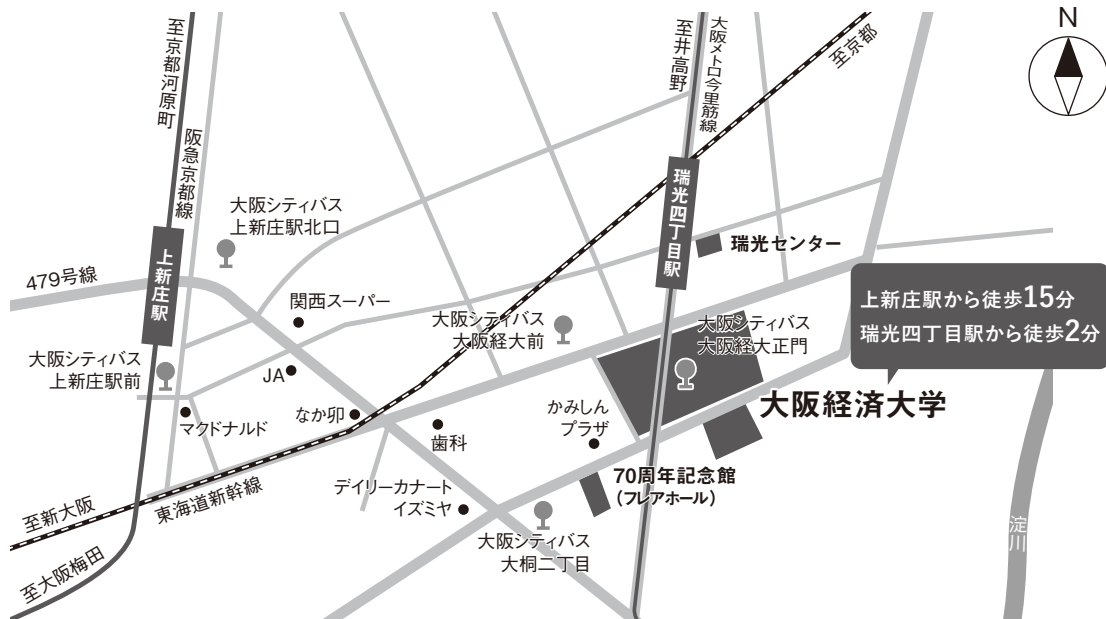 N
至京都河原町
阪急京都線
至井高野
大阪メトロ今里筋線
至京都
大阪シティバス
上新庄駅北口
瑞光四丁目駅
瑞光センター
上新庄駅
479号線
関西スーパー
大阪シティバス
大阪経大前
大阪シティバス
大阪経大正門
上新庄駅から徒歩15分
瑞光四丁目駅から徒歩2分
大阪シティバス
上新庄駅前
JA
マクドナルド
なか卯
歯科
かみしん
プラザ
大阪経済大学
70周年記念館
(フレアホール)
東海道新幹線
デイリーカナート
イズミヤ
至新大阪
大阪シティバス
大桐二丁目
淀川
至大阪梅田